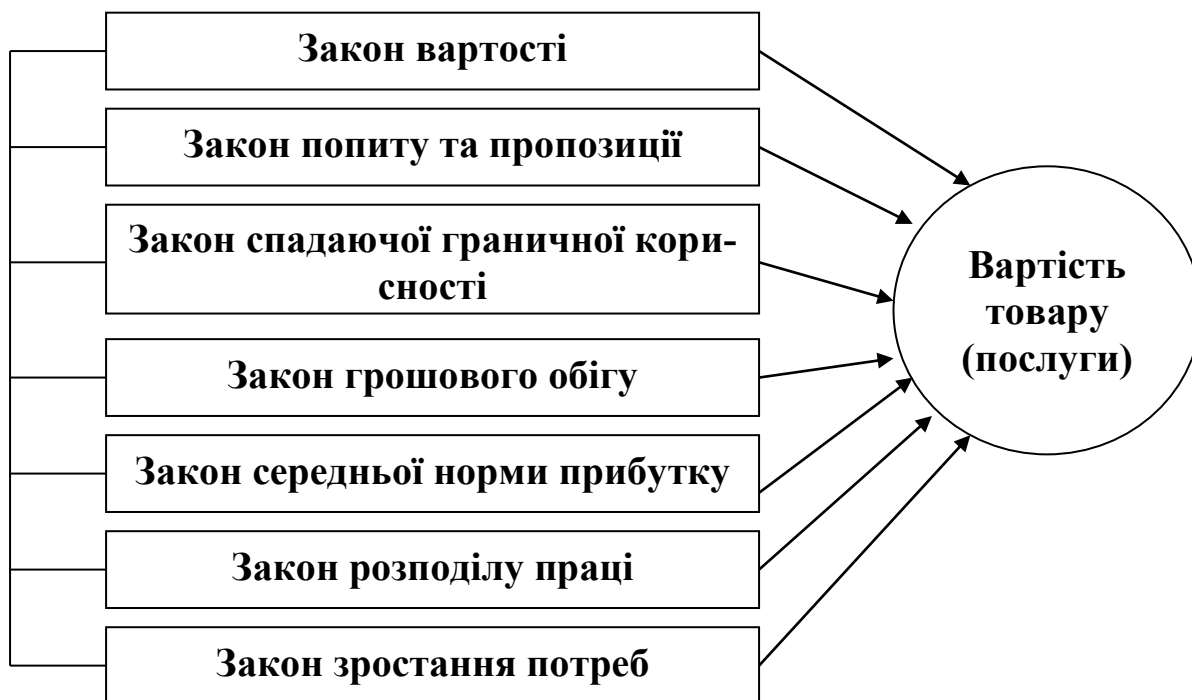 Закон вартості
Закон попиту та пропозиції
Закон спадаючої граничної кори-
сності
Закон грошового обігу
Закон середньої норми прибутку
Закон розподілу праці
Закон зростання потреб
Вартість
товару
(послуги)